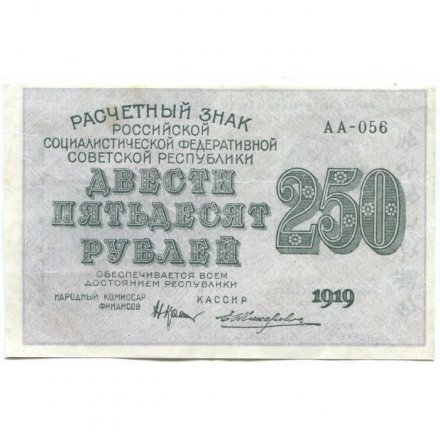 РАСЧЕТНЫЙ ЗНАК
РОССИЙСКОЙ
СОЦИАЛИСТИЧЕСКОЙ ФЕДЕРАТИВНОЙ
СОВЕТСКОЙ РЕСПУБЛИКИ
АА-056
ДВЕСТИ
ПЯТЬДЕСЯТ
РУБЛЕЙ
250
ОБЕСПЕЧИВАЕТСЯ ВСЕМ
ДОСТОЯНИЕМ РЕСПУБЛИКИ
НАРОДНЫЙ КОМИССАР
ФИНАНСОВ
КАССИР
1919